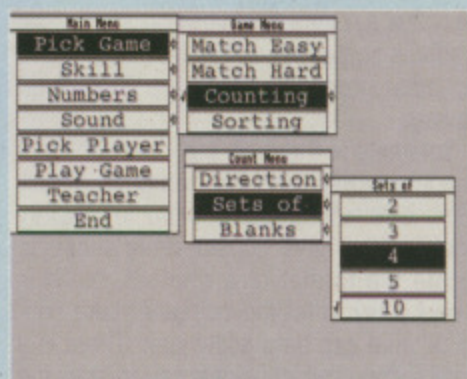 Main Menu
Pick Game
Skill
Numbers
Sound
Pick Player
Play Game
Teacher
End
Game Menu
Match Easy
Match Hard
Counting
Sorting
Count Menu
Direction
Sets of
Blanks
Sets of
2
3
4
5
10